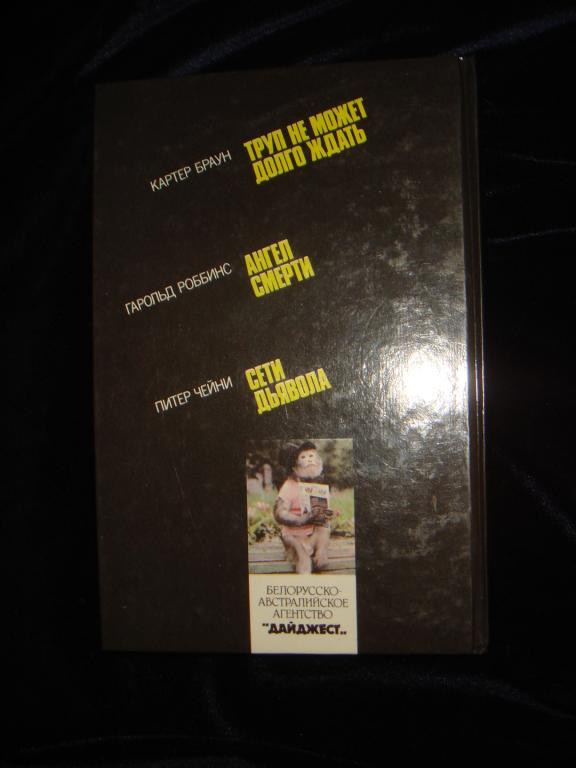 КАРТЕР БРАУН
ТРУП НЕ МОЖЕТ
ДОЛГО ЖДАТЬ
ГАРОЛЬД РОББИНС
АНГЕЛ
СМЕРТИ
ПИТЕР ЧЕЙНИ
СЕТИ
ДЬЯВОЛА
БЕЛОРУССКО-
АВСТРАЛИЙСКОЕ
АГЕНТСТВО
"ДАЙДЖЕСТ„